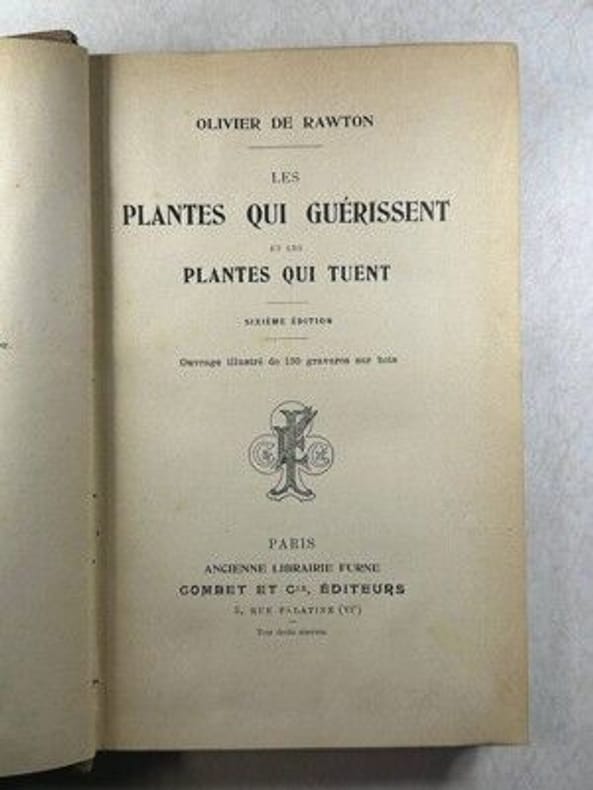 OLIVIER DE RAWTON
LES
PLANTES QUI GUÉRISSENT
ET LES
PLANTES QUI TUENT
SIXIÈME ÉDITION
Ouvrage illustré de 130 gravures sur bois
PARIS
ANCIENNE LIBRAIRIE FURNE
COMBET ET Cie, ÉDITEURS
5, RUE PALATINE (VIe)
Tous droits réservés.